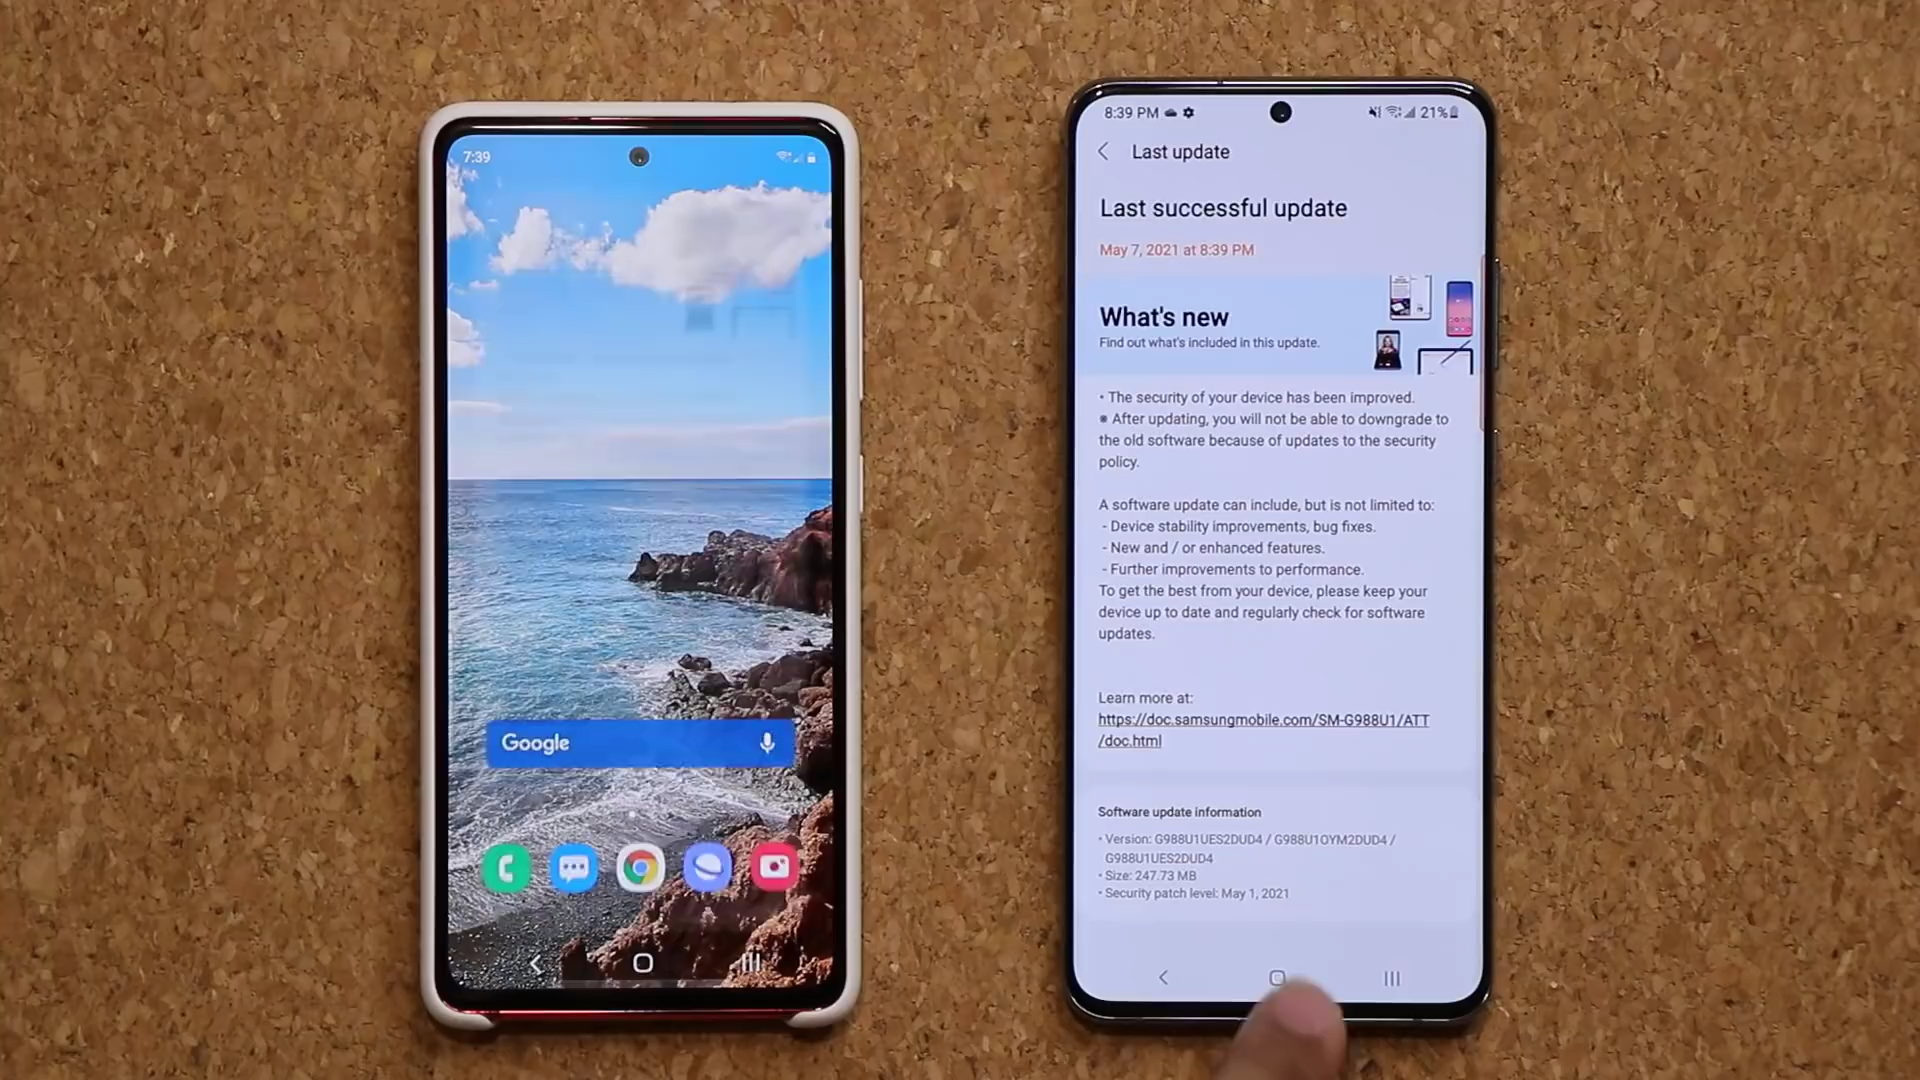 7:39
Google
8:39 PM
21%
Last update
Last successful update
May 7, 2021 at 8:39 PM
What's new
Find out what's included in this update.
• The security of your device has been improved.
※ After updating, you will not be able to downgrade to
the old software because of updates to the security
policy.
A software update can include, but is not limited to:
- Device stability improvements, bug fixes.
- New and / or enhanced features.
- Further improvements to performance.
To get the best from your device, please keep your
device up to date and regularly check for software
updates.
Learn more at:
https://doc.samsungmobile.com/SM-G988U1/ATT
/doc.html
Software update information
• Version: G988U1UES2DUD4 / G988U1OYM2DUD4 /
G988U1UES2DUD4
• Size: 247.73 MB
• Security patch level: May 1, 2021